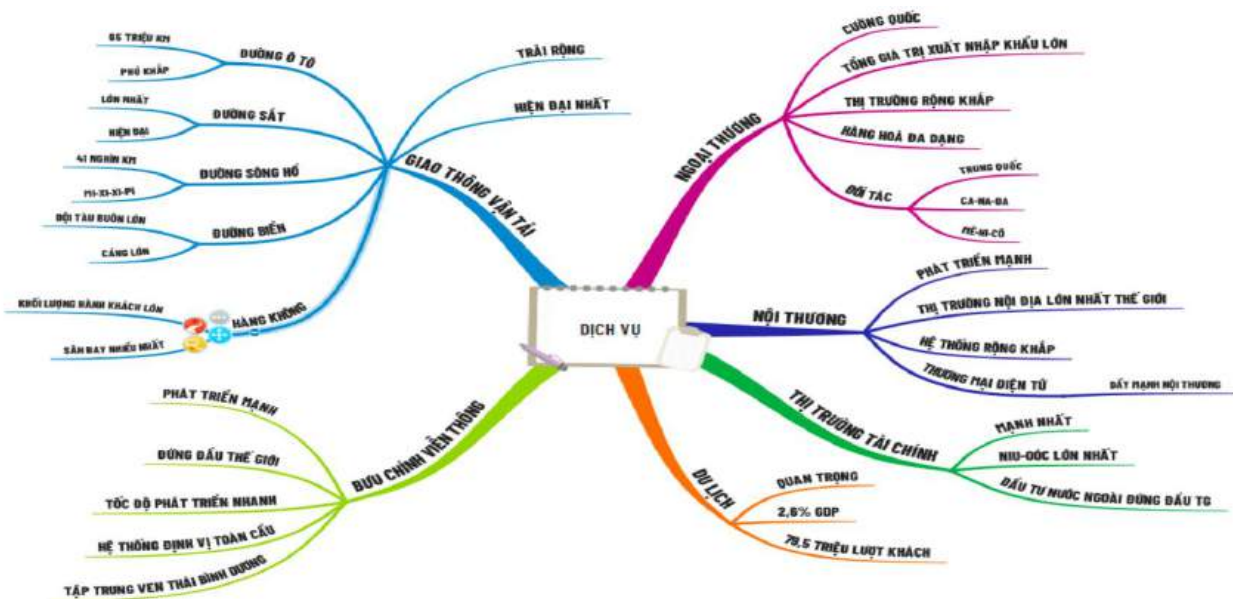 DỊCH VỤ
GIAO THÔNG VẬN TẢI
TRẢI RỘNG
HIỆN ĐẠI NHẤT
ĐƯỜNG Ô TÔ
65 TRIỆU KM
PHỦ KHẮP
ĐƯỜNG SẮT
LỚN NHẤT
HIỆN ĐẠI
ĐƯỜNG SÔNG HỒ
41 NGHÌN KM
MI-XI-XI-PI
ĐƯỜNG BIỂN
ĐỘI TÀU BUÔN LỚN
CẢNG LỚN
HÀNG KHÔNG
KHỐI LƯỢNG HÀNH KHÁCH LỚN
SÂN BAY NHIỀU NHẤT
NGOẠI THƯƠNG
CƯỜNG QUỐC
TỔNG GIÁ TRỊ XUẤT NHẬP KHẨU LỚN
THỊ TRƯỜNG RỘNG KHẮP
HÀNG HOÁ ĐA DẠNG
ĐỐI TÁC
TRUNG QUỐC
CA-NA-ĐA
MÊ-HI-CÔ
NỘI THƯƠNG
PHÁT TRIỂN MẠNH
THỊ TRƯỜNG NỘI ĐỊA LỚN NHẤT THẾ GIỚI
HỆ THỐNG RỘNG KHẮP
THƯƠNG MẠI ĐIỆN TỬ
ĐẨY MẠNH NỘI THƯƠNG
THỊ TRƯỜNG TÀI CHÍNH
MẠNH NHẤT
NIU-OÓC LỚN NHẤT
ĐẦU TƯ NƯỚC NGOÀI ĐỨNG ĐẦU TG
DU LỊCH
QUAN TRỌNG
2,6% GDP
79,5 TRIỆU LƯỢT KHÁCH
BƯU CHÍNH VIỄN THÔNG
PHÁT TRIỂN MẠNH
ĐỨNG ĐẦU THẾ GIỚI
TỐC ĐỘ PHÁT TRIỂN NHANH
HỆ THỐNG ĐỊNH VỊ TOÀN CẦU
TẬP TRUNG VEN THÁI BÌNH DƯƠNG